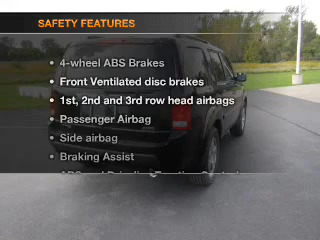 SAFETY FEATURES
• 4-wheel ABS Brakes
• Front Ventilated disc brakes
• 1st, 2nd and 3rd row head airbags
• Passenger Airbag
• Side airbag
• Braking Assist